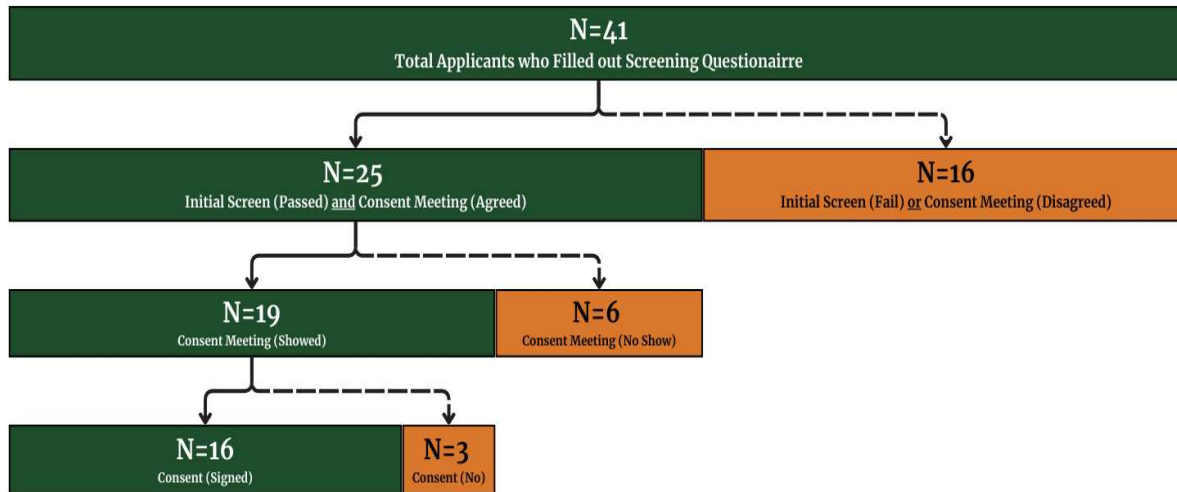 N=41
Total Applicants who Filled out Screening Questionairre
N=25
Initial Screen (Passed) and Consent Meeting (Agreed)
N=16
Initial Screen (Fail) or Consent Meeting (Disagreed)
N=19
Consent Meeting (Showed)
N=6
Consent Meeting (No Show)
N=16
Consent (Signed)
N=3
Consent (No)